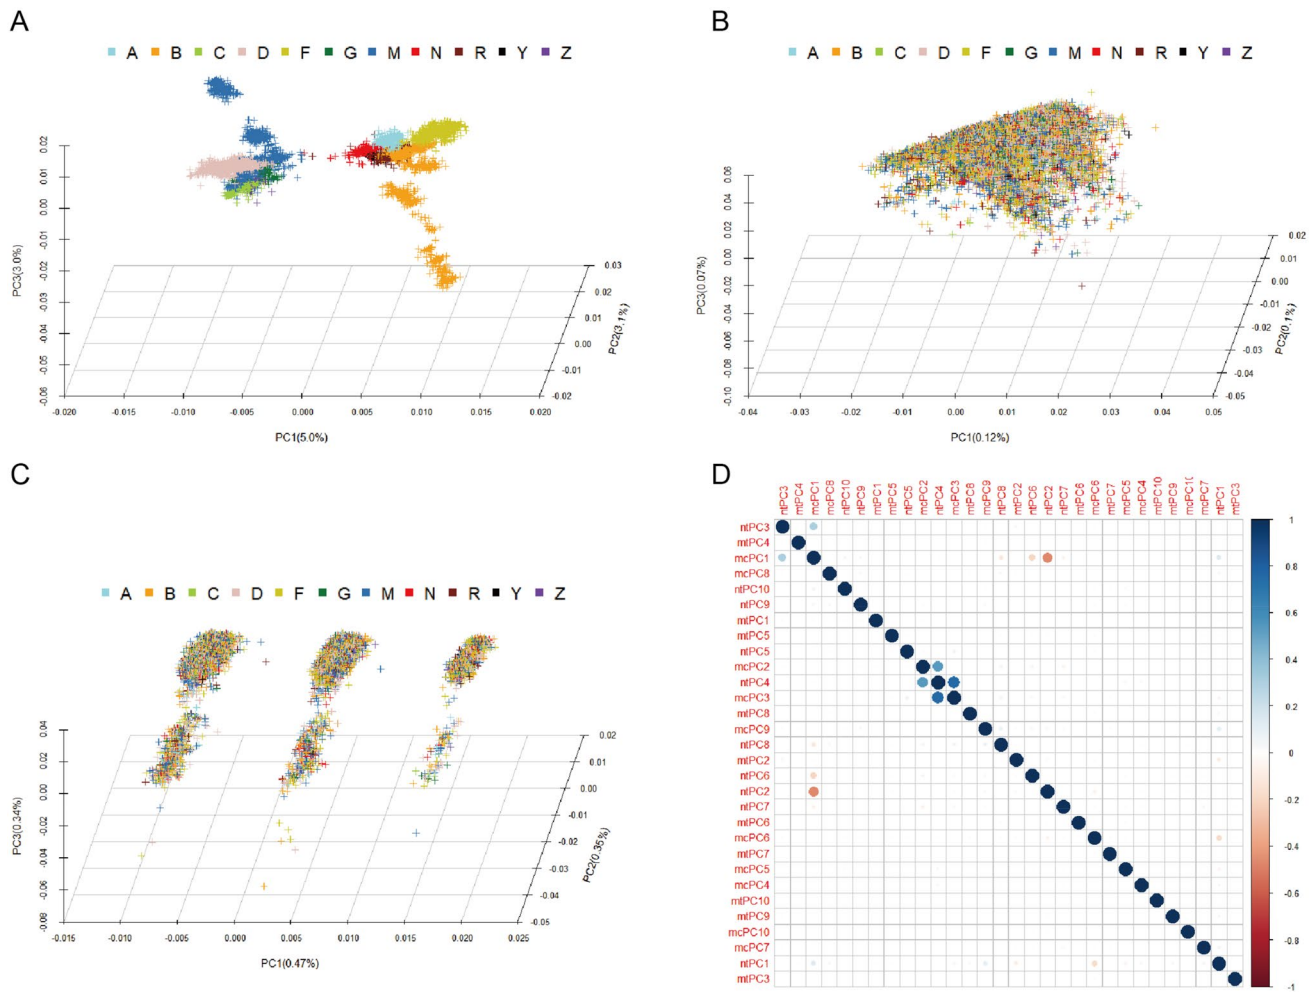 A
A B C D F G M N R Y Z
0.02
0.01
0.00
-0.01
-0.02
-0.03
-0.04
-0.05
-0.06
PC3(3.0%)
0.03
0.02
0.01
0.00
-0.01
-0.02
PC2(3.1%)
-0.020 -0.015 -0.010 -0.005 0.000 0.005 0.010 0.015 0.020
PC1(5.0%)
B
A B C D F G M N R Y Z
0.06
0.04
0.02
0.00
-0.02
-0.04
-0.06
-0.08
-0.10
PC3(0.07%)
0.02
0.01
0.00
-0.01
-0.02
-0.03
-0.04
-0.05
PC2(0.1%)
-0.04 -0.03 -0.02 -0.01 0.00 0.01 0.02 0.03 0.04 0.05
PC1(0.12%)
C
A B C D F G M N R Y Z
0.04
0.02
0.00
-0.02
-0.04
-0.06
-0.08
PC3(0.34%)
0.02
0.01
0.00
-0.01
-0.02
-0.03
-0.04
-0.05
PC2(0.35%)
-0.015 -0.010 -0.005 0.000 0.005 0.010 0.015 0.020 0.025
PC1(0.47%)
D
ntPC3 mtPC4 mcPC1 mcPC8 ntPC10 ntPC9 mtPC1 mtPC5 ntPC5 mcPC2 ntPC4 mcPC3 mtPC8 mcPC9 ntPC8 mtPC2 ntPC6 ntPC2 ntPC7 mtPC6 mcPC6 mtPC7 mcPC5 mcPC4 mtPC10 mtPC9 mcPC10 mcPC7 ntPC1 mtPC3
ntPC3
mtPC4
mcPC1
mcPC8
ntPC10
ntPC9
mtPC1
mtPC5
ntPC5
mcPC2
ntPC4
mcPC3
mtPC8
mcPC9
ntPC8
mtPC2
ntPC6
ntPC2
ntPC7
mtPC6
mcPC6
mtPC7
mcPC5
mcPC4
mtPC10
mtPC9
mcPC10
mcPC7
ntPC1
mtPC3
1
0.8
0.6
0.4
0.2
0
-0.2
-0.4
-0.6
-0.8
-1